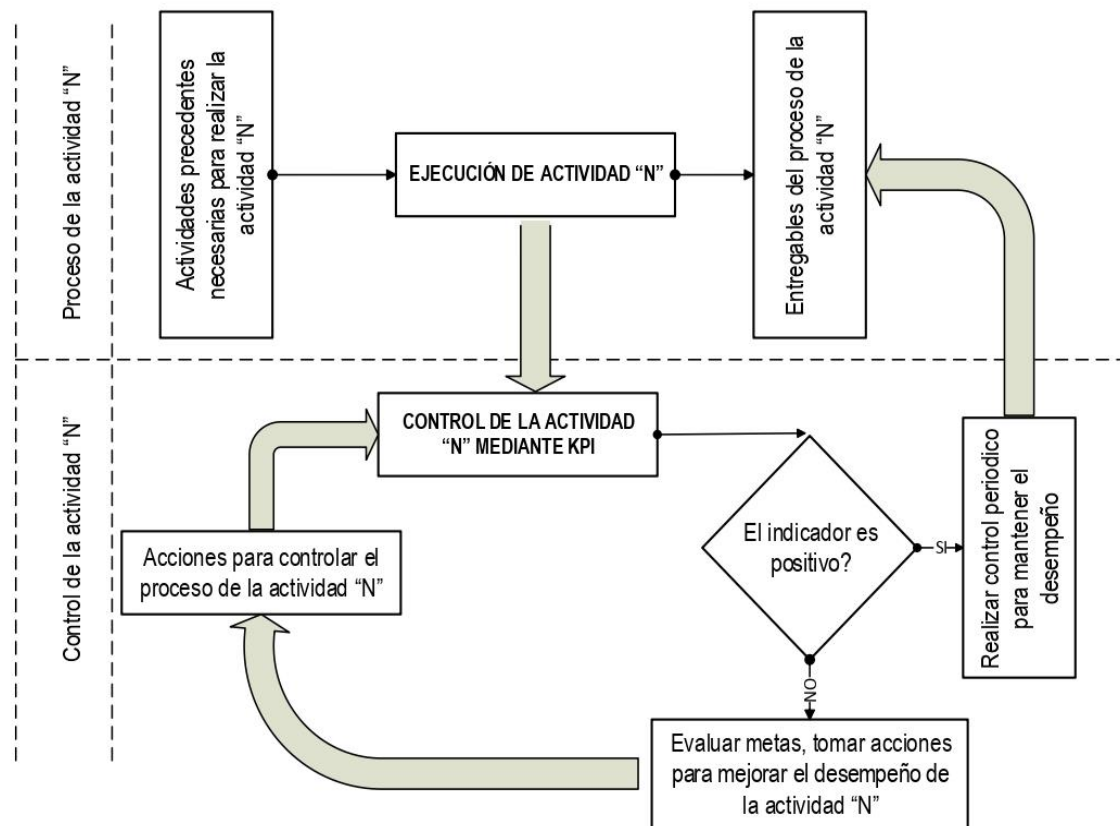 Proceso de la actividad “N”
Actividades precedentes
necesarias para realizar la
actividad “N”
EJECUCIÓN DE ACTIVIDAD “N”
Entregables del proceso de la
actividad “N”
Control de la actividad “N”
CONTROL DE LA ACTIVIDAD
“N” MEDIANTE KPI
Acciones para controlar el
proceso de la actividad “N”
El indicador es
positivo?
SI
Realizar control periodico
para mantener el
desempeño
NO
Evaluar metas, tomar acciones
para mejorar el desempeño de
la actividad “N”